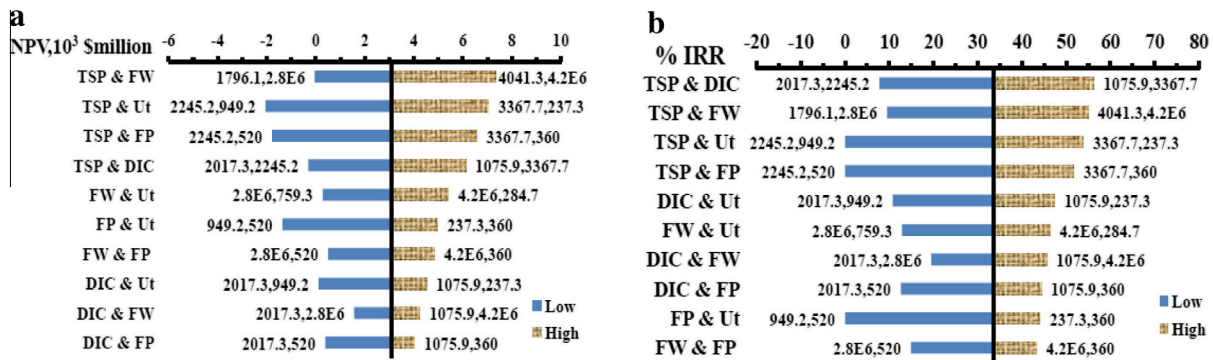 a
NPV,10³ $million
-6 -4 -2 0 2 4 6 8 10
TSP & FW 1796.1,2.8E6 4041.3,4.2E6
TSP & Ut 2245.2,949.2 3367.7,237.3
TSP & FP 2245.2,520 3367.7,360
TSP & DIC 2017.3,2245.2 1075.9,3367.7
FW & Ut 2.8E6,759.3 4.2E6,284.7
FP & Ut 949.2,520 237.3,360
FW & FP 2.8E6,520 4.2E6,360
DIC & Ut 2017.3,949.2 1075.9,237.3
DIC & FW 2017.3,2.8E6 1075.9,4.2E6
DIC & FP 2017.3,520 1075.9,360
Low
High
b
% IRR
-20 -10 0 10 20 30 40 50 60 70 80
TSP & DIC 2017.3,2245.2 1075.9,3367.7
TSP & FW 1796.1,2.8E6 4041.3,4.2E6
TSP & Ut 2245.2,949.2 3367.7,237.3
TSP & FP 2245.2,520 3367.7,360
DIC & Ut 2017.3,949.2 1075.9,237.3
FW & Ut 2.8E6,759.3 4.2E6,284.7
DIC & FW 2017.3,2.8E6 1075.9,4.2E6
DIC & FP 2017.3,520 1075.9,360
FP & Ut 949.2,520 237.3,360
FW & FP 2.8E6,520 4.2E6,360
Low
High